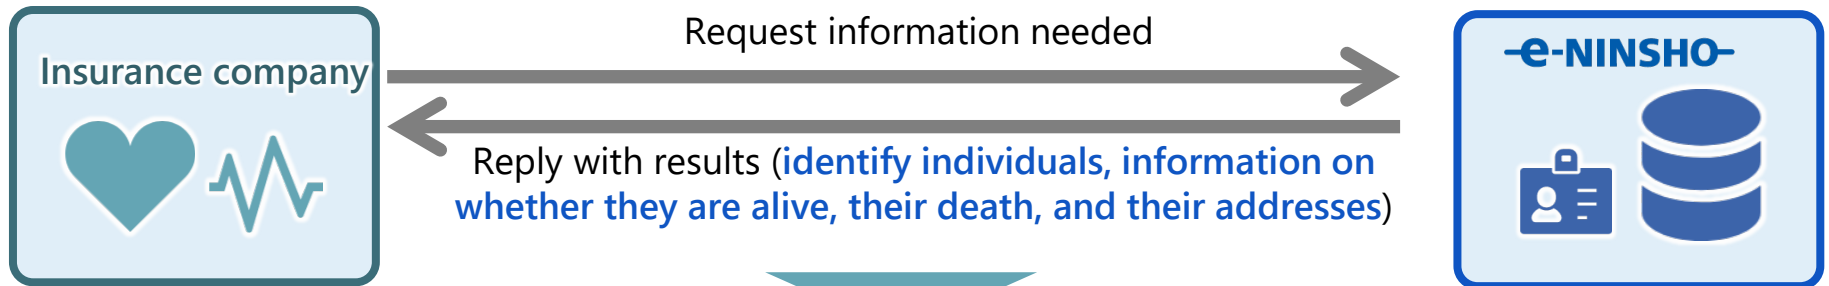 Request information needed
Insurance company
e-NINSHO
Reply with results (identify individuals, information on
whether they are alive, their death, and their addresses)